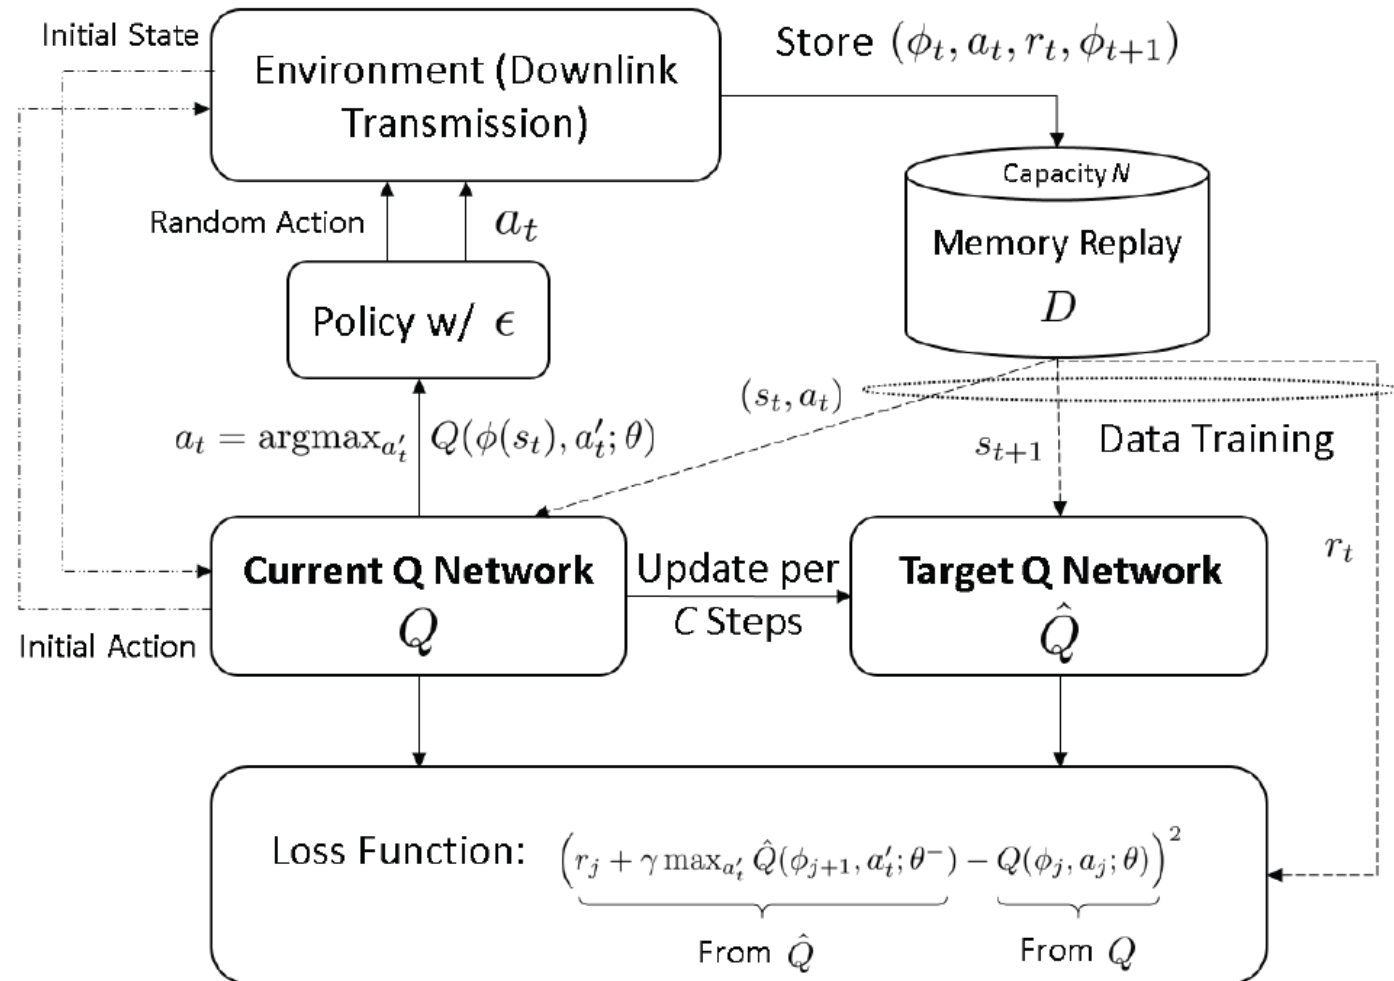 Initial State
Environment (Downlink
Transmission)
Store (ϕ_t, a_t, r_t, ϕ_{t+1})
Capacity N
Memory Replay
D
Random Action
a_t
Policy w/ ϵ
(s_t, a_t)
a_t = argmax_{a'_t} Q(ϕ(s_t), a'_t; θ)
s_{t+1}
Data Training
r_t
Current Q Network
Q
Update per
C Steps
Target Q Network
Q̂
Initial Action
Loss Function: (r_j + γ max_{a'_t} Q̂(ϕ_{j+1}, a'_t; θ^−) − Q(ϕ_j, a_j; θ))^2
From Q̂
From Q